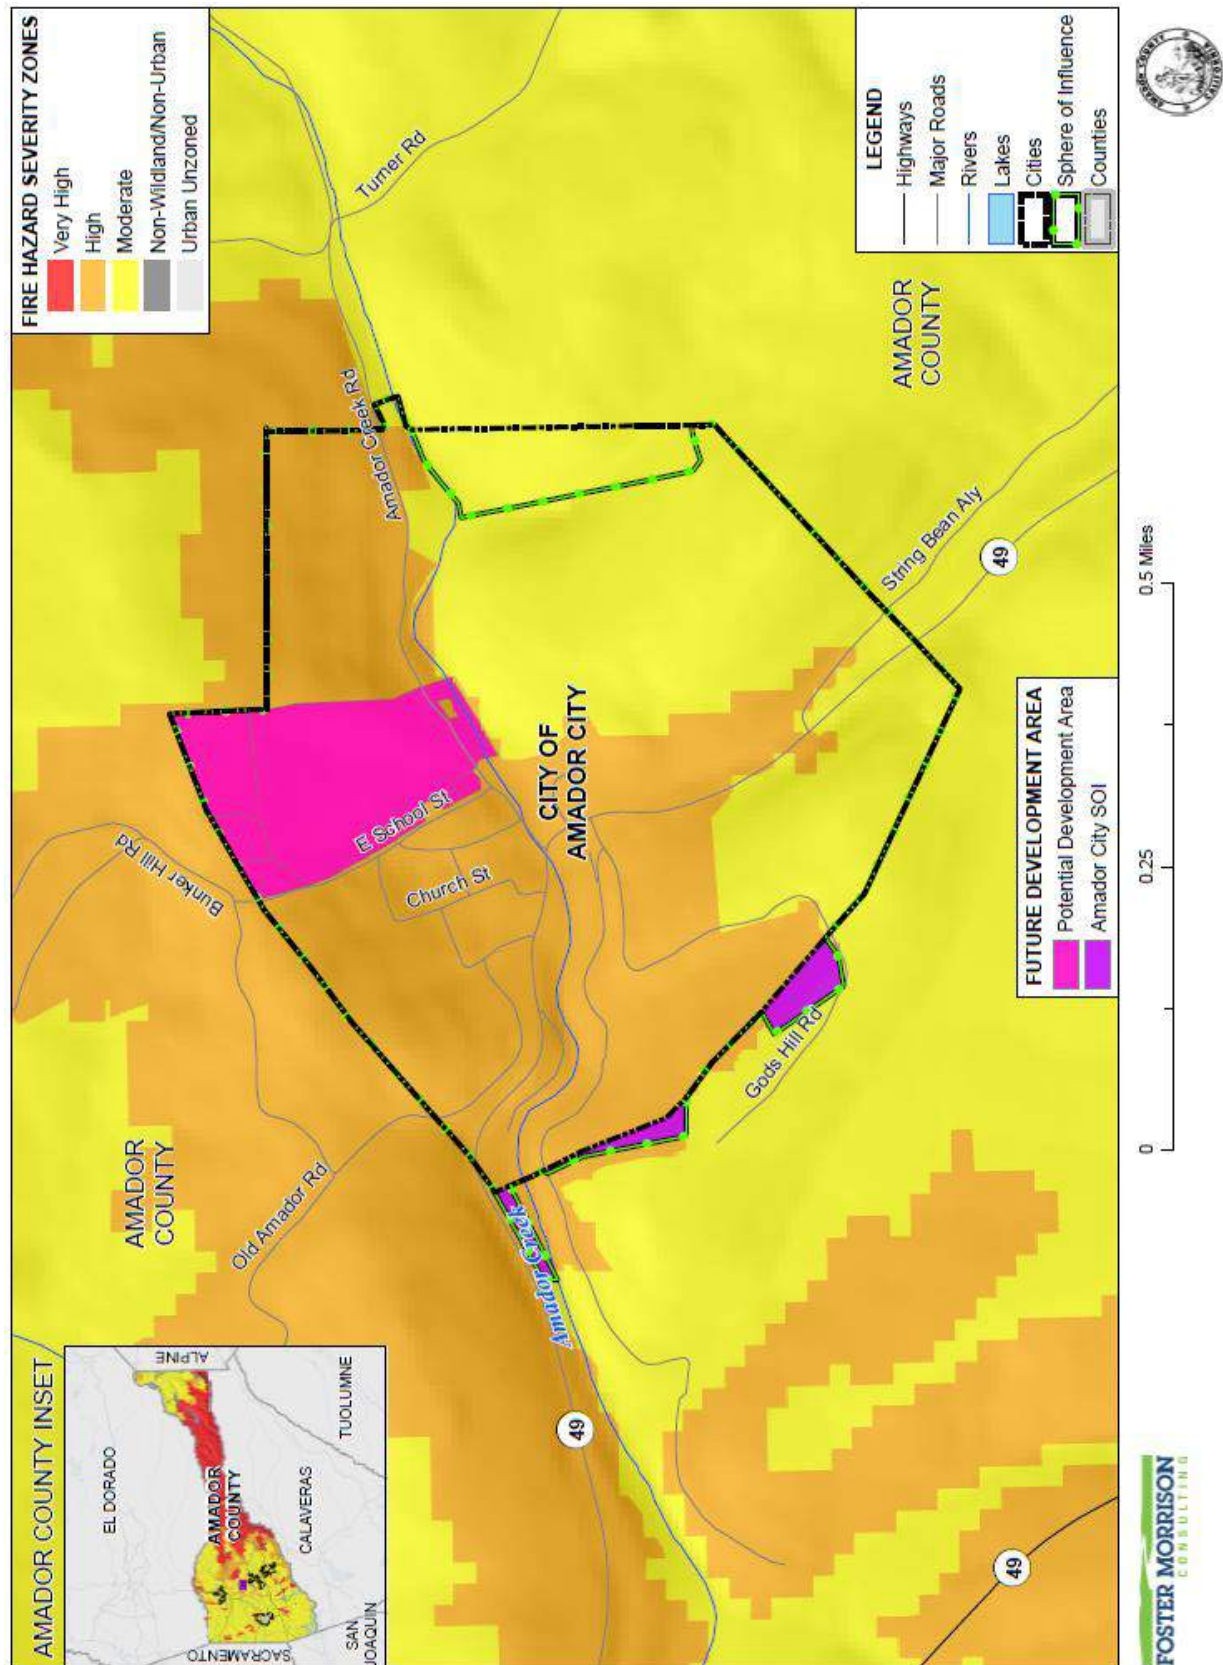 AMADOR COUNTY INSET
EL DORADO
ALPINE
AMADOR
COUNTY
CALAVERAS
TUOLUMNE
SACRAMENTO
SAN
JOAQUIN
FIRE HAZARD SEVERITY ZONES
Very High
High
Moderate
Non-Wildland/Non-Urban
Urban Unzoned
AMADOR
COUNTY
Bunker Hill Rd
Old Amador Rd
Turner Rd
Amador Creek Rd
E School St
Church St
CITY OF
AMADOR CITY
Amador Creek
49
Gods Hill Rd
String Bean Aly
49
49
AMADOR
COUNTY
LEGEND
Highways
Major Roads
Rivers
Lakes
Cities
Sphere of Influence
Counties
FUTURE DEVELOPMENT AREA
Potential Development Area
Amador City SOI
FOSTER MORRISON
CONSULTING
0
0.25
0.5 Miles
AMADOR COUNTY